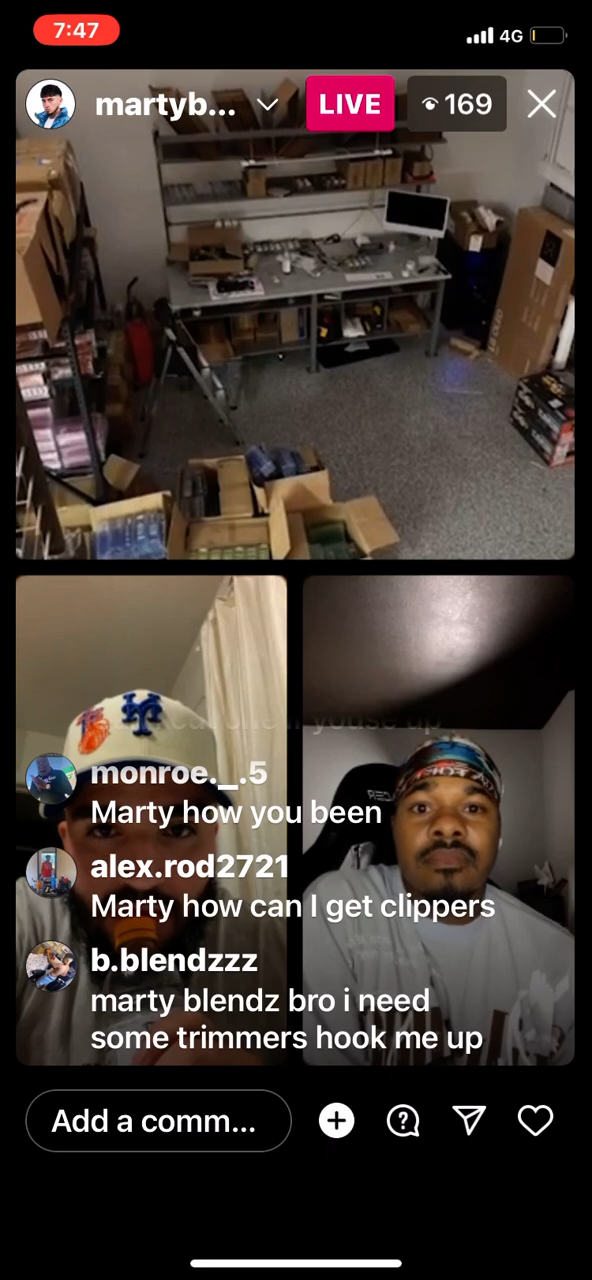 7:47
4G
martyb...
LIVE
169
NY
monroe._.5
Marty how you been
alex.rod2721
Marty how can I get clippers
b.blendzzz
marty blendz bro i need
some trimmers hook me up
Add a comm...